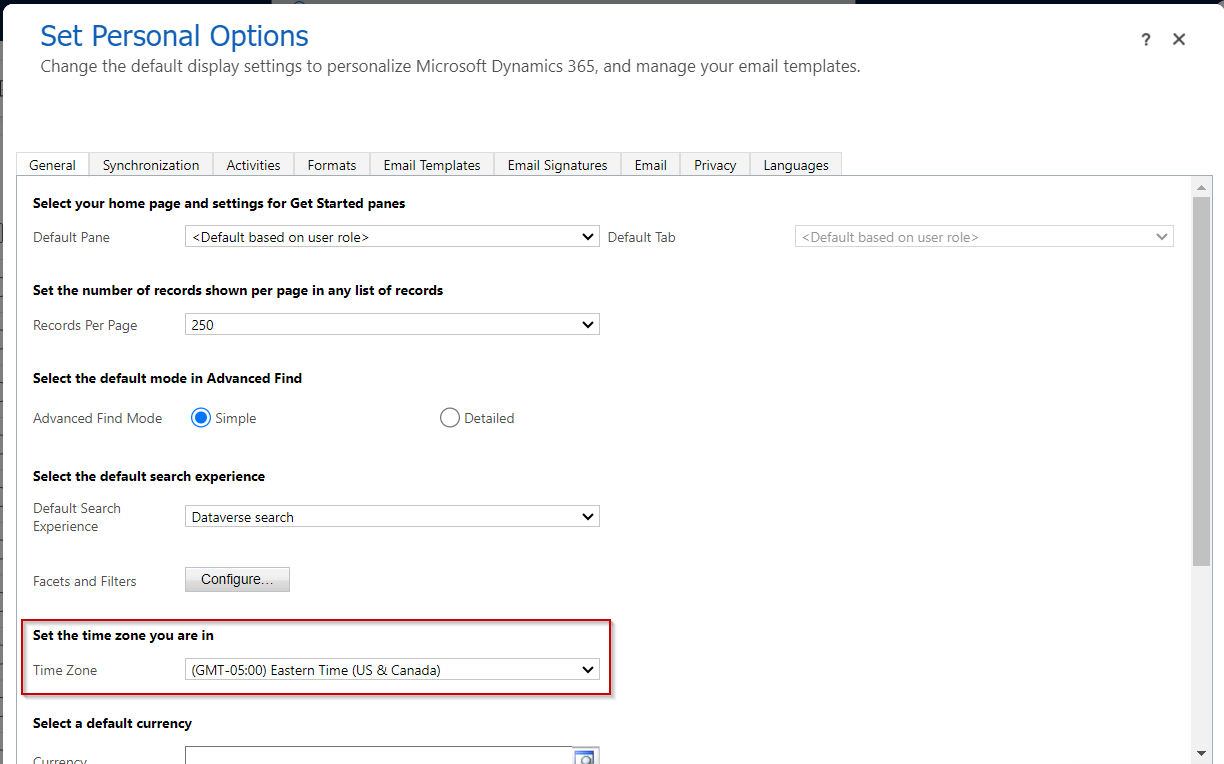 Set Personal Options
? ×
Change the default display settings to personalize Microsoft Dynamics 365, and manage your email templates.
General Synchronization Activities Formats Email Templates Email Signatures Email Privacy Languages
Select your home page and settings for Get Started panes
Default Pane <Default based on user role> Default Tab <Default based on user role>
Set the number of records shown per page in any list of records
Records Per Page 250
Select the default mode in Advanced Find
Advanced Find Mode Simple Detailed
Select the default search experience
Default Search
Experience
Dataverse search
Facets and Filters Configure...
Set the time zone you are in
Time Zone (GMT-05:00) Eastern Time (US & Canada)
Select a default currency
Currency